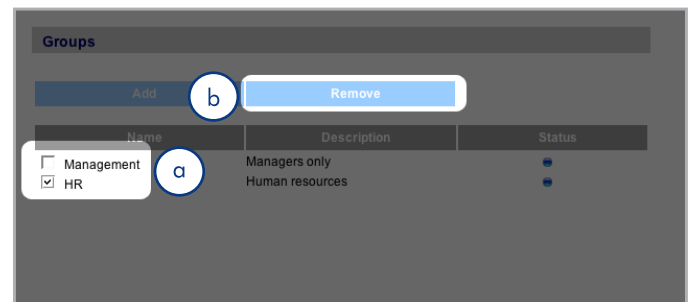 Groups
Add b Remove
Name Description Status
Management Managers only
a
HR Human resources